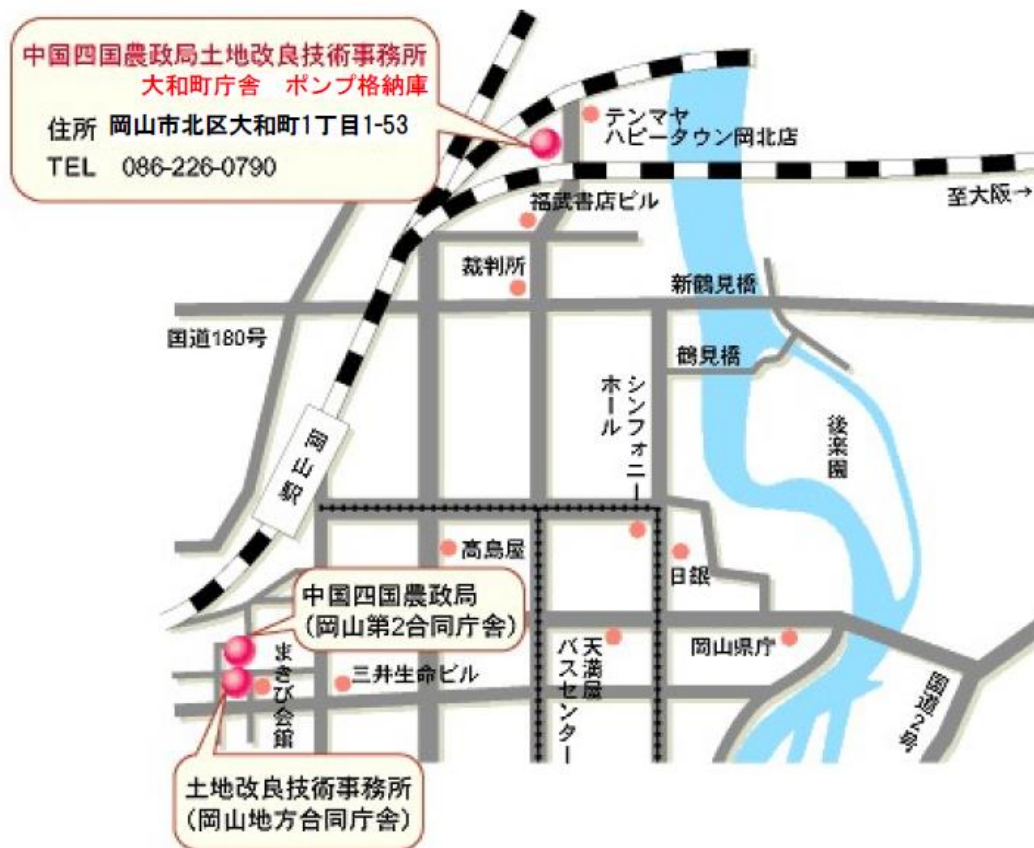 中国四国農政局土地改良技術事務所
大和町庁舎　ポンプ格納庫
住所 岡山市北区大和町1丁目1-53
TEL 086-226-0790
テンマヤ
ハピータウン岡北店
至大阪→
福武書店ビル
裁判所
新鶴見橋
国道180号
鶴見橋
シンフォニー
ホール
後楽園
岡山駅
高島屋
日銀
中国四国農政局
(岡山第2合同庁舎)
まきび会館
三井生命ビル
天満屋
バスセンター
岡山県庁
国道2号
土地改良技術事務所
(岡山地方合同庁舎)